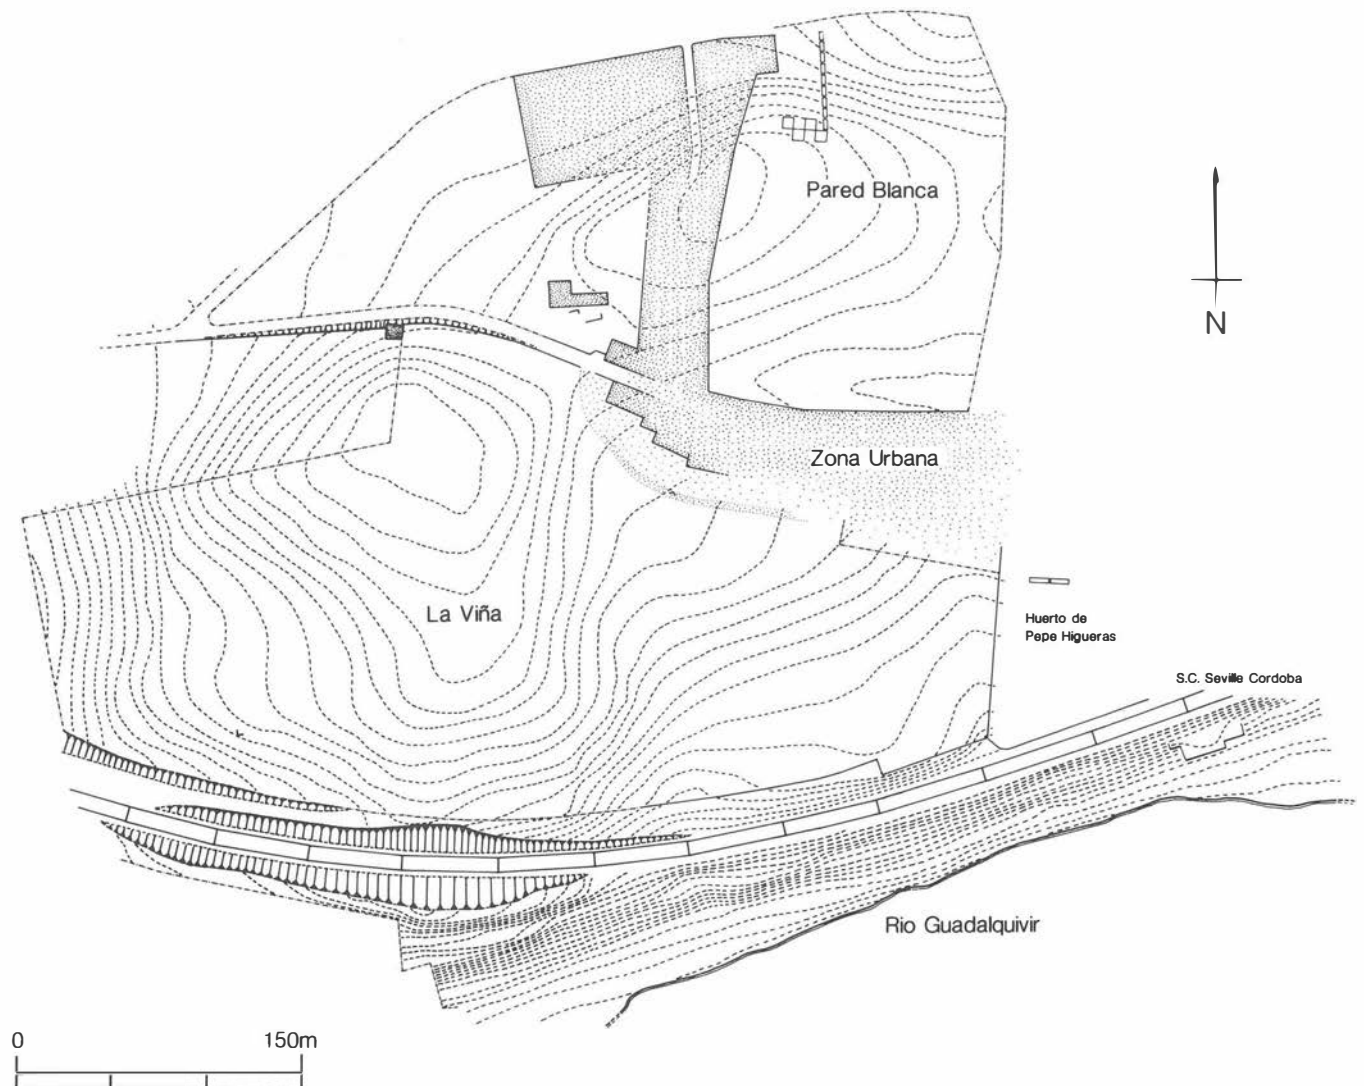 Pared Blanca
N
Zona Urbana
La Viña
Huerto de
Pepe Higueras
S.C. Seville Cordoba
Rio Guadalquivir
0 150m